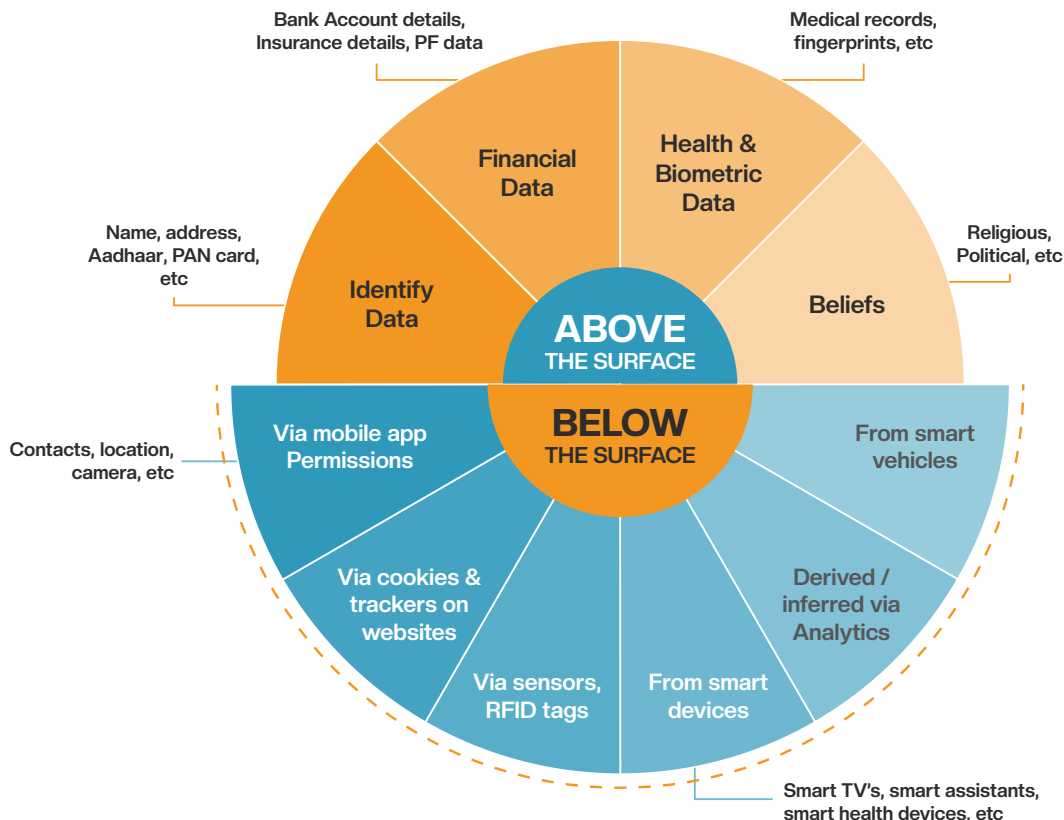 Bank Account details,
Insurance details, PF data
Medical records,
fingerprints, etc
Financial
Data
Health &
Biometric
Data
Name, address,
Aadhaar, PAN card,
etc
Identify
Data
Religious,
Political, etc
Beliefs
ABOVE
THE SURFACE
BELOW
THE SURFACE
Contacts, location,
camera, etc
Via mobile app
Permissions
From smart
vehicles
Via cookies &
trackers on
websites
Derived /
inferred via
Analytics
Via sensors,
RFID tags
From smart
devices
Smart TV's, smart assistants,
smart health devices, etc